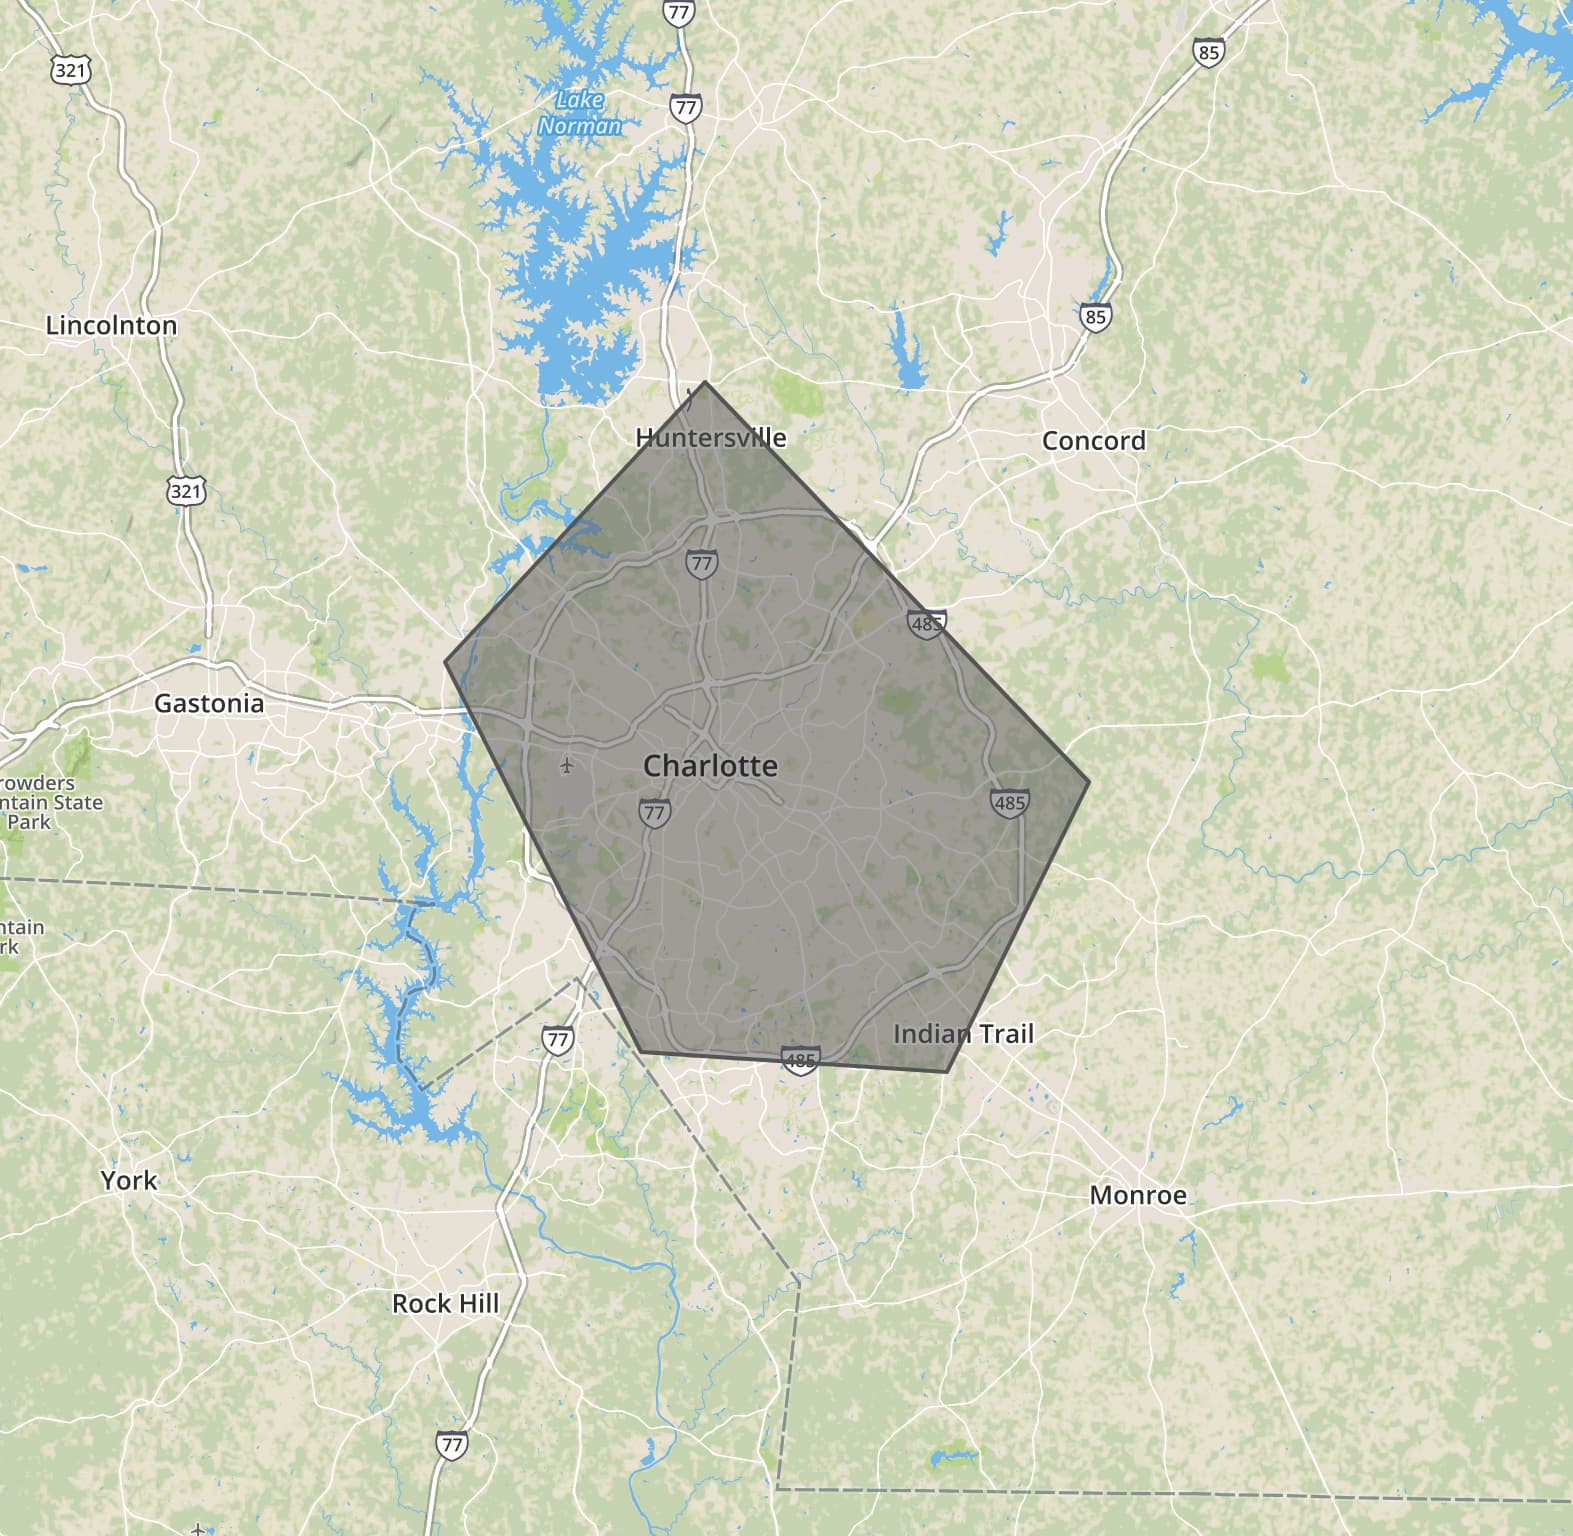 77
85
321
Lake
Norman
77
Lincolnton
85
Huntersville
Concord
321
77
485
Gastonia
Charlotte
rowders
ntain State
Park
77
485
ntain
rk
77
Indian Trail
485
York
Monroe
Rock Hill
77